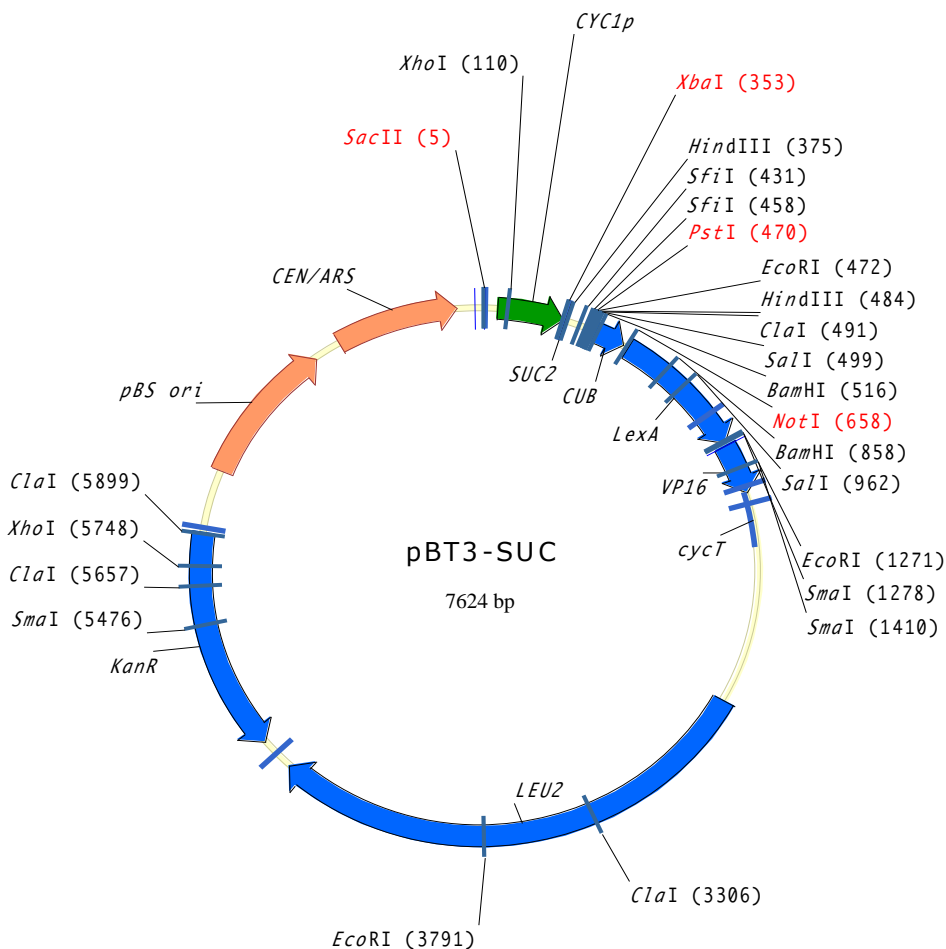 CYC1p
XhoI (110)
XbaI (353)
SacII (5)
HindIII (375)
SfiI (431)
SfiI (458)
PstI (470)
CEN/ARS
EcoRI (472)
HindIII (484)
ClaI (491)
SalI (499)
SUC2
pBS ori
CUB
BamHI (516)
NotI (658)
LexA
BamHI (858)
ClaI (5899)
VP16
SalI (962)
XhoI (5748)
pBT3-SUC
cycT
EcoRI (1271)
ClaI (5657)
SmaI (1278)
7624 bp
SmaI (5476)
SmaI (1410)
KanR
LEU2
ClaI (3306)
EcoRI (3791)